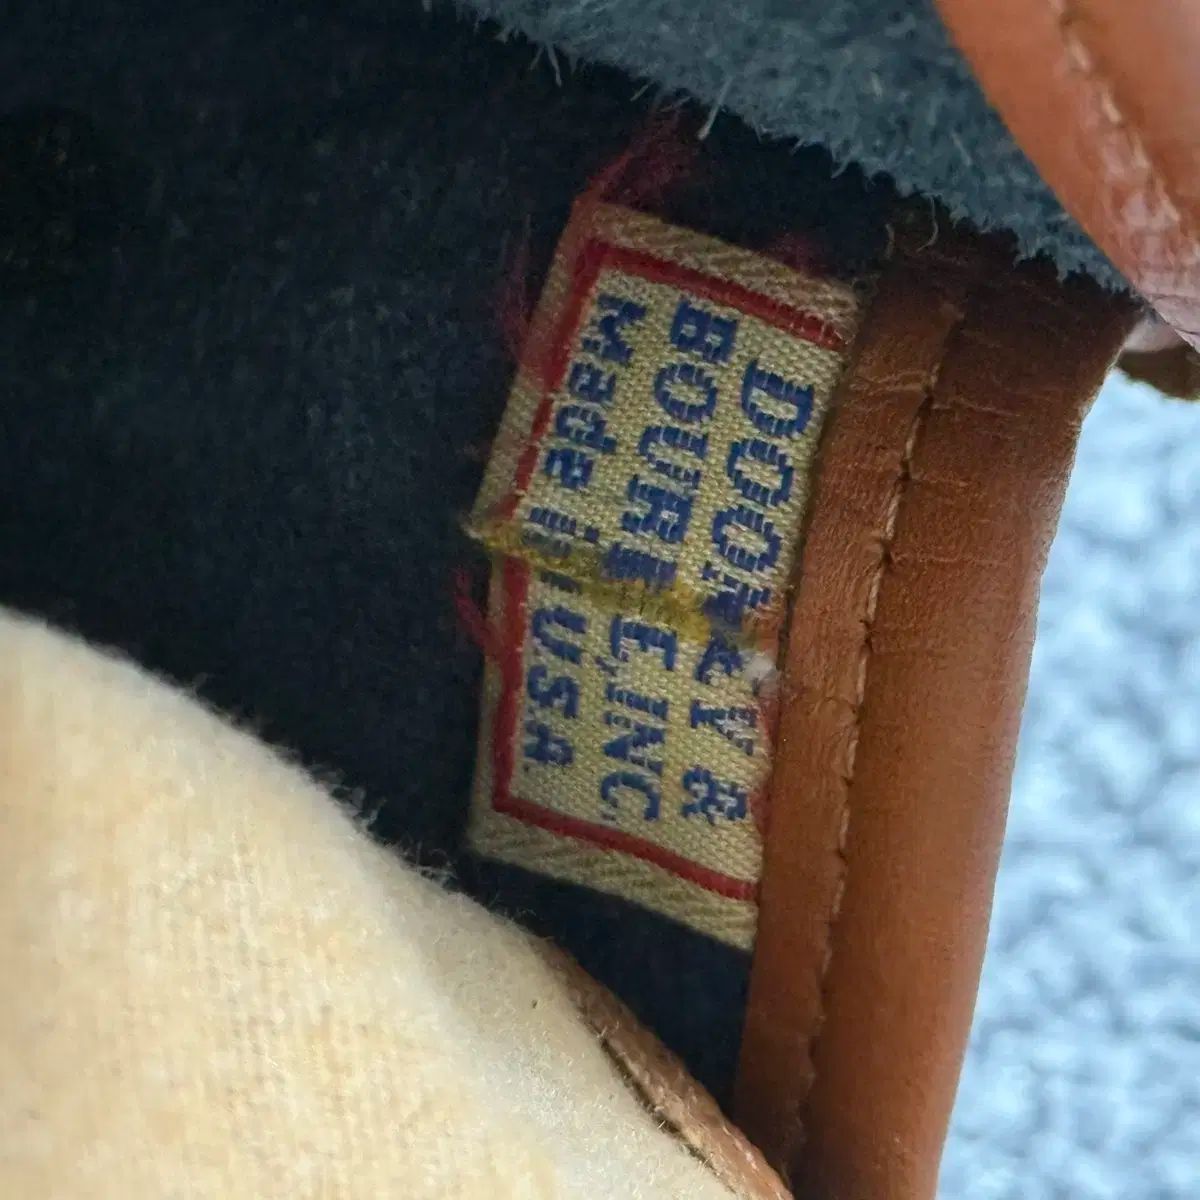 DOONEY &
BOURKE, INC.
Made in USA